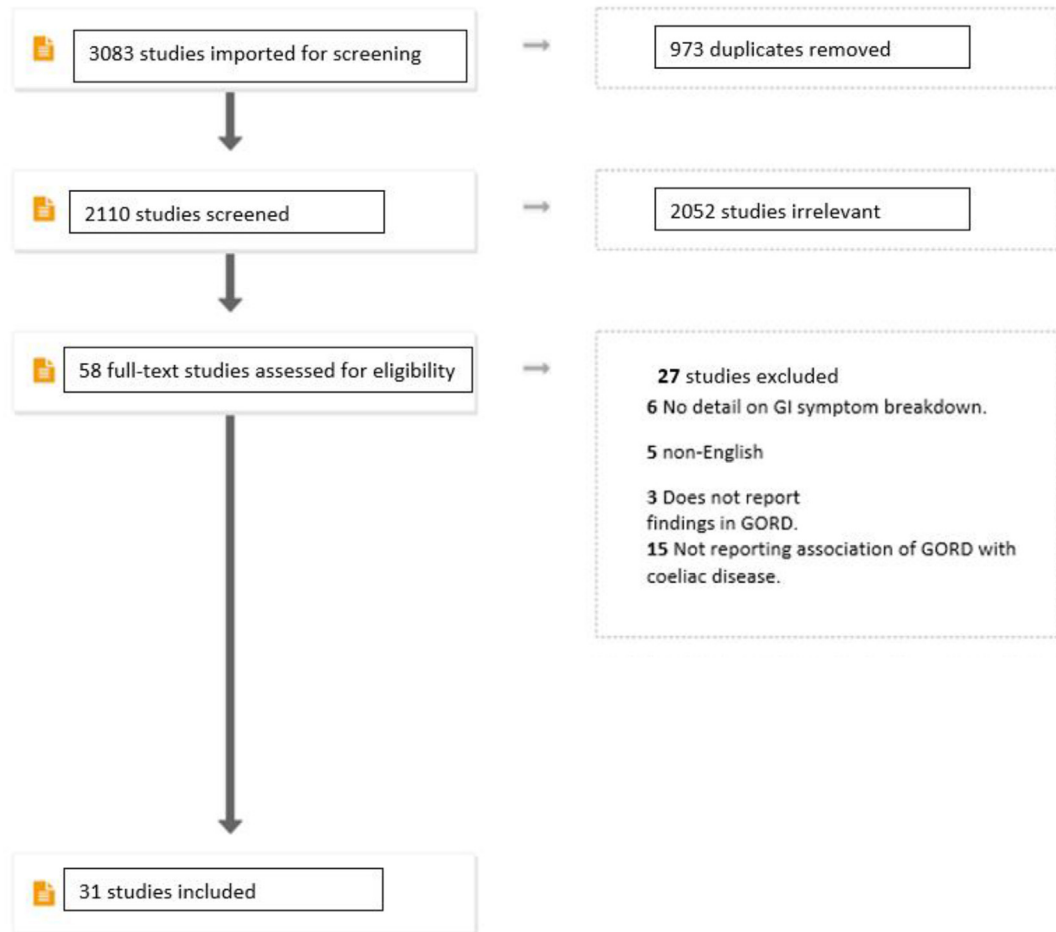 3083 studies imported for screening
973 duplicates removed
2110 studies screened
2052 studies irrelevant
58 full-text studies assessed for eligibility
27 studies excluded
6 No detail on GI symptom breakdown.
5 non-English
3 Does not report
findings in GORD.
15 Not reporting association of GORD with
coeliac disease.
31 studies included